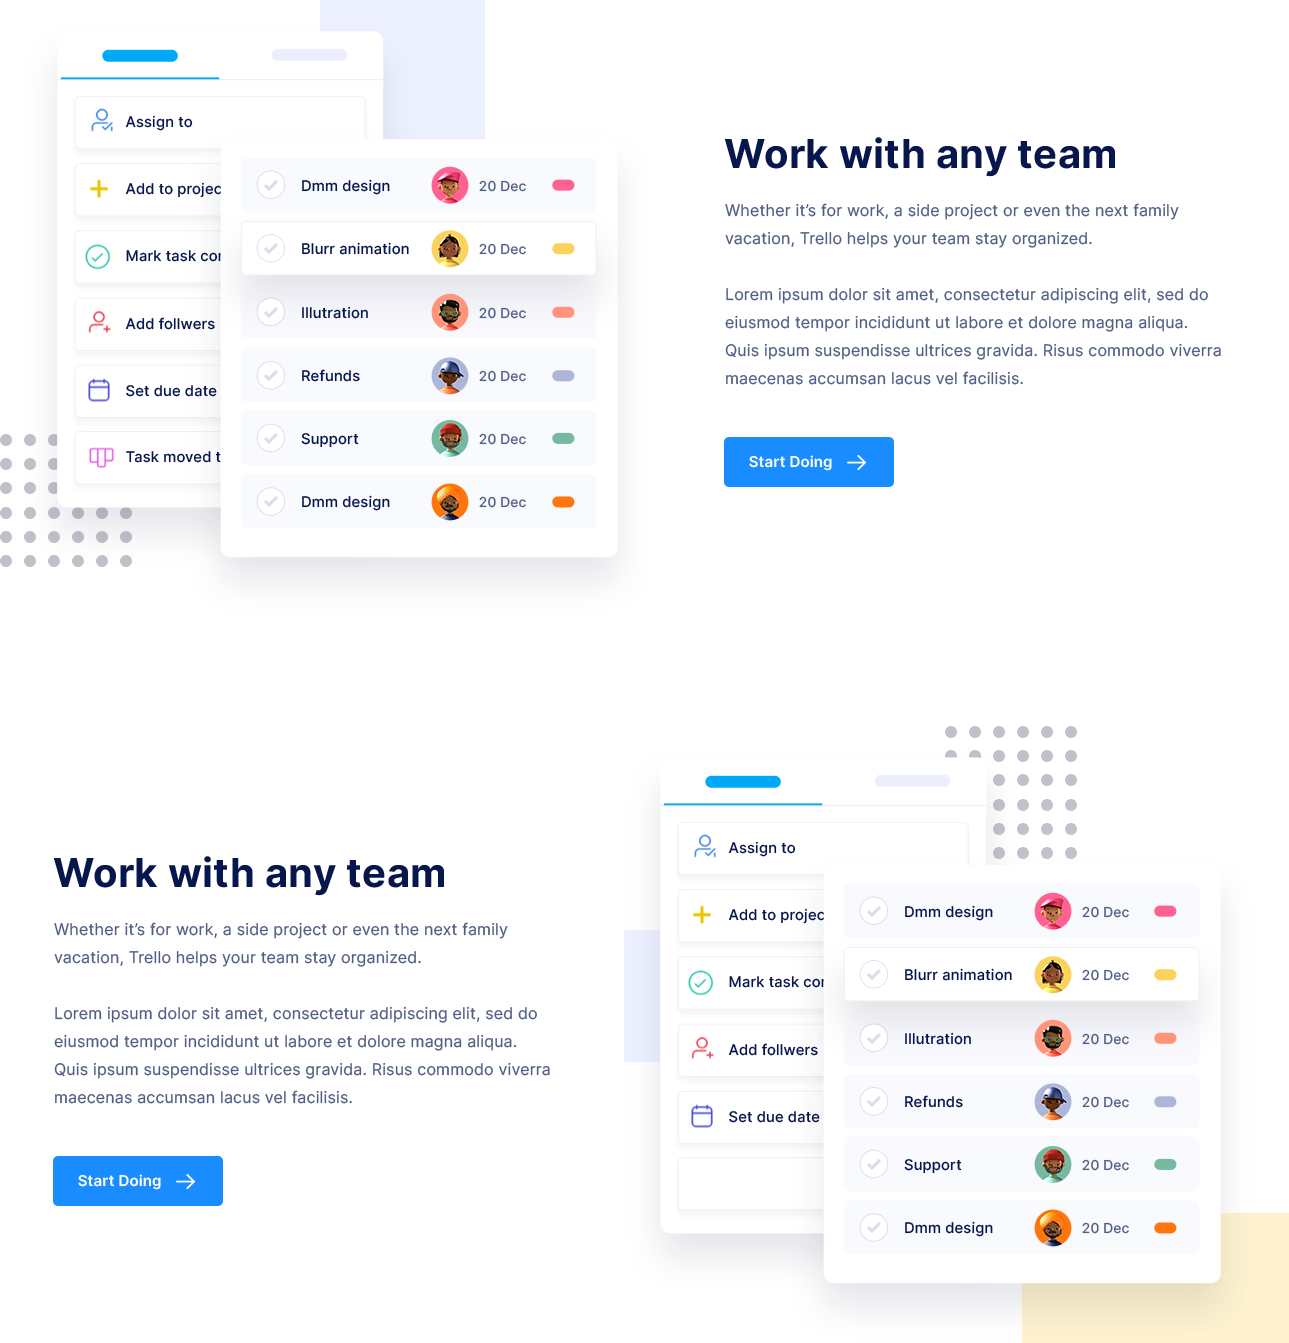 Assign to
Add to projec
Mark task cor
Add follwers
Set due date
Task moved t
Dmm design 20 Dec
Blurr animation 20 Dec
Illutration 20 Dec
Refunds 20 Dec
Support 20 Dec
Dmm design 20 Dec
Work with any team
Whether it’s for work, a side project or even the next family
vacation, Trello helps your team stay organized.
Lorem ipsum dolor sit amet, consectetur adipiscing elit, sed do
eiusmod tempor incididunt ut labore et dolore magna aliqua.
Quis ipsum suspendisse ultrices gravida. Risus commodo viverra
maecenas accumsan lacus vel facilisis.
Start Doing
Work with any team
Whether it’s for work, a side project or even the next family
vacation, Trello helps your team stay organized.
Lorem ipsum dolor sit amet, consectetur adipiscing elit, sed do
eiusmod tempor incididunt ut labore et dolore magna aliqua.
Quis ipsum suspendisse ultrices gravida. Risus commodo viverra
maecenas accumsan lacus vel facilisis.
Start Doing
Assign to
Add to projec
Mark task cor
Add follwers
Set due date
Dmm design 20 Dec
Blurr animation 20 Dec
Illutration 20 Dec
Refunds 20 Dec
Support 20 Dec
Dmm design 20 Dec